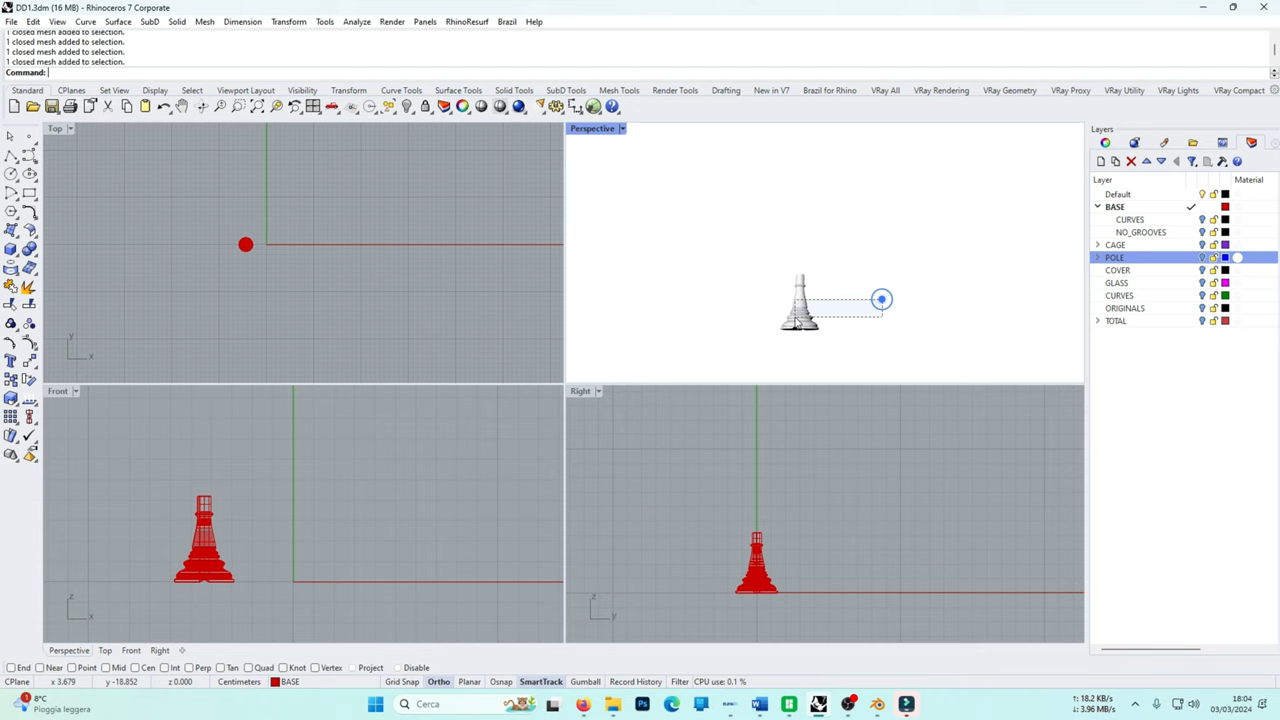 DD1.3dm (16 MB) - Rhinoceros 7 Corporate
File Edit View Curve Surface SubD Solid Mesh Dimension Transform Tools Analyze Render Panels RhinoResurf Brazil Help
1 closed mesh added to selection.
1 closed mesh added to selection.
1 closed mesh added to selection.
1 closed mesh added to selection.
Command:
Standard CPlanes Set View Display Select Viewport Layout Visibility Transform Curve Tools Surface Tools Solid Tools SubD Tools Mesh Tools Render Tools Drafting New in V7 Brazil for Rhino VRay All VRay Rendering VRay Geometry VRay Proxy VRay Utility VRay Lights VRay Compact
Top
Perspective
Layers
Layer Material
Default
BASE
CURVES
NO_GROOVES
CAGE
POLE
COVER
GLASS
CURVES
ORIGINALS
TOTAL
y
x
Front
Right
z
x
z
y
Perspective Top Front Right
End Near Point Mid Cen Int Perp Tan Quad Knot Vertex Project Disable
CPlane x 3.679 y -18.852 z 0.000 Centimeters BASE Grid Snap Ortho Planar Osnap SmartTrack Gumball Record History Filter CPU use: 0.1 %
8°C
Pioggia leggera
Cerca
↑: 18.2 KB/s
↓: 3.96 MB/s
18:04
03/03/2024